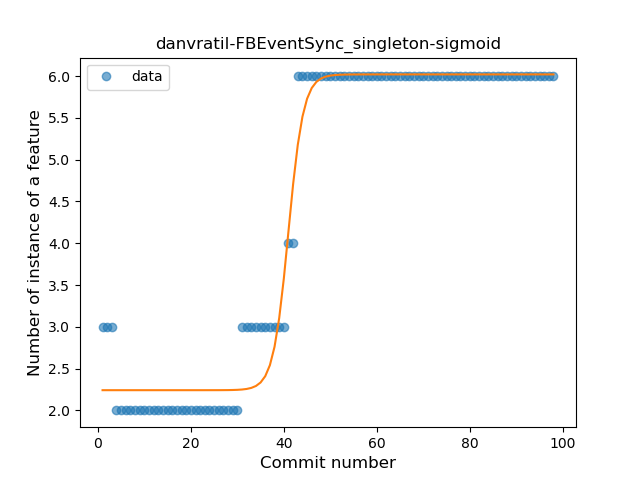 danvratil-FBEventSync_singleton-sigmoid
data
Number of instance of a feature
6.0
5.5
5.0
4.5
4.0
3.5
3.0
2.5
2.0
0 20 40 60 80 100
Commit number